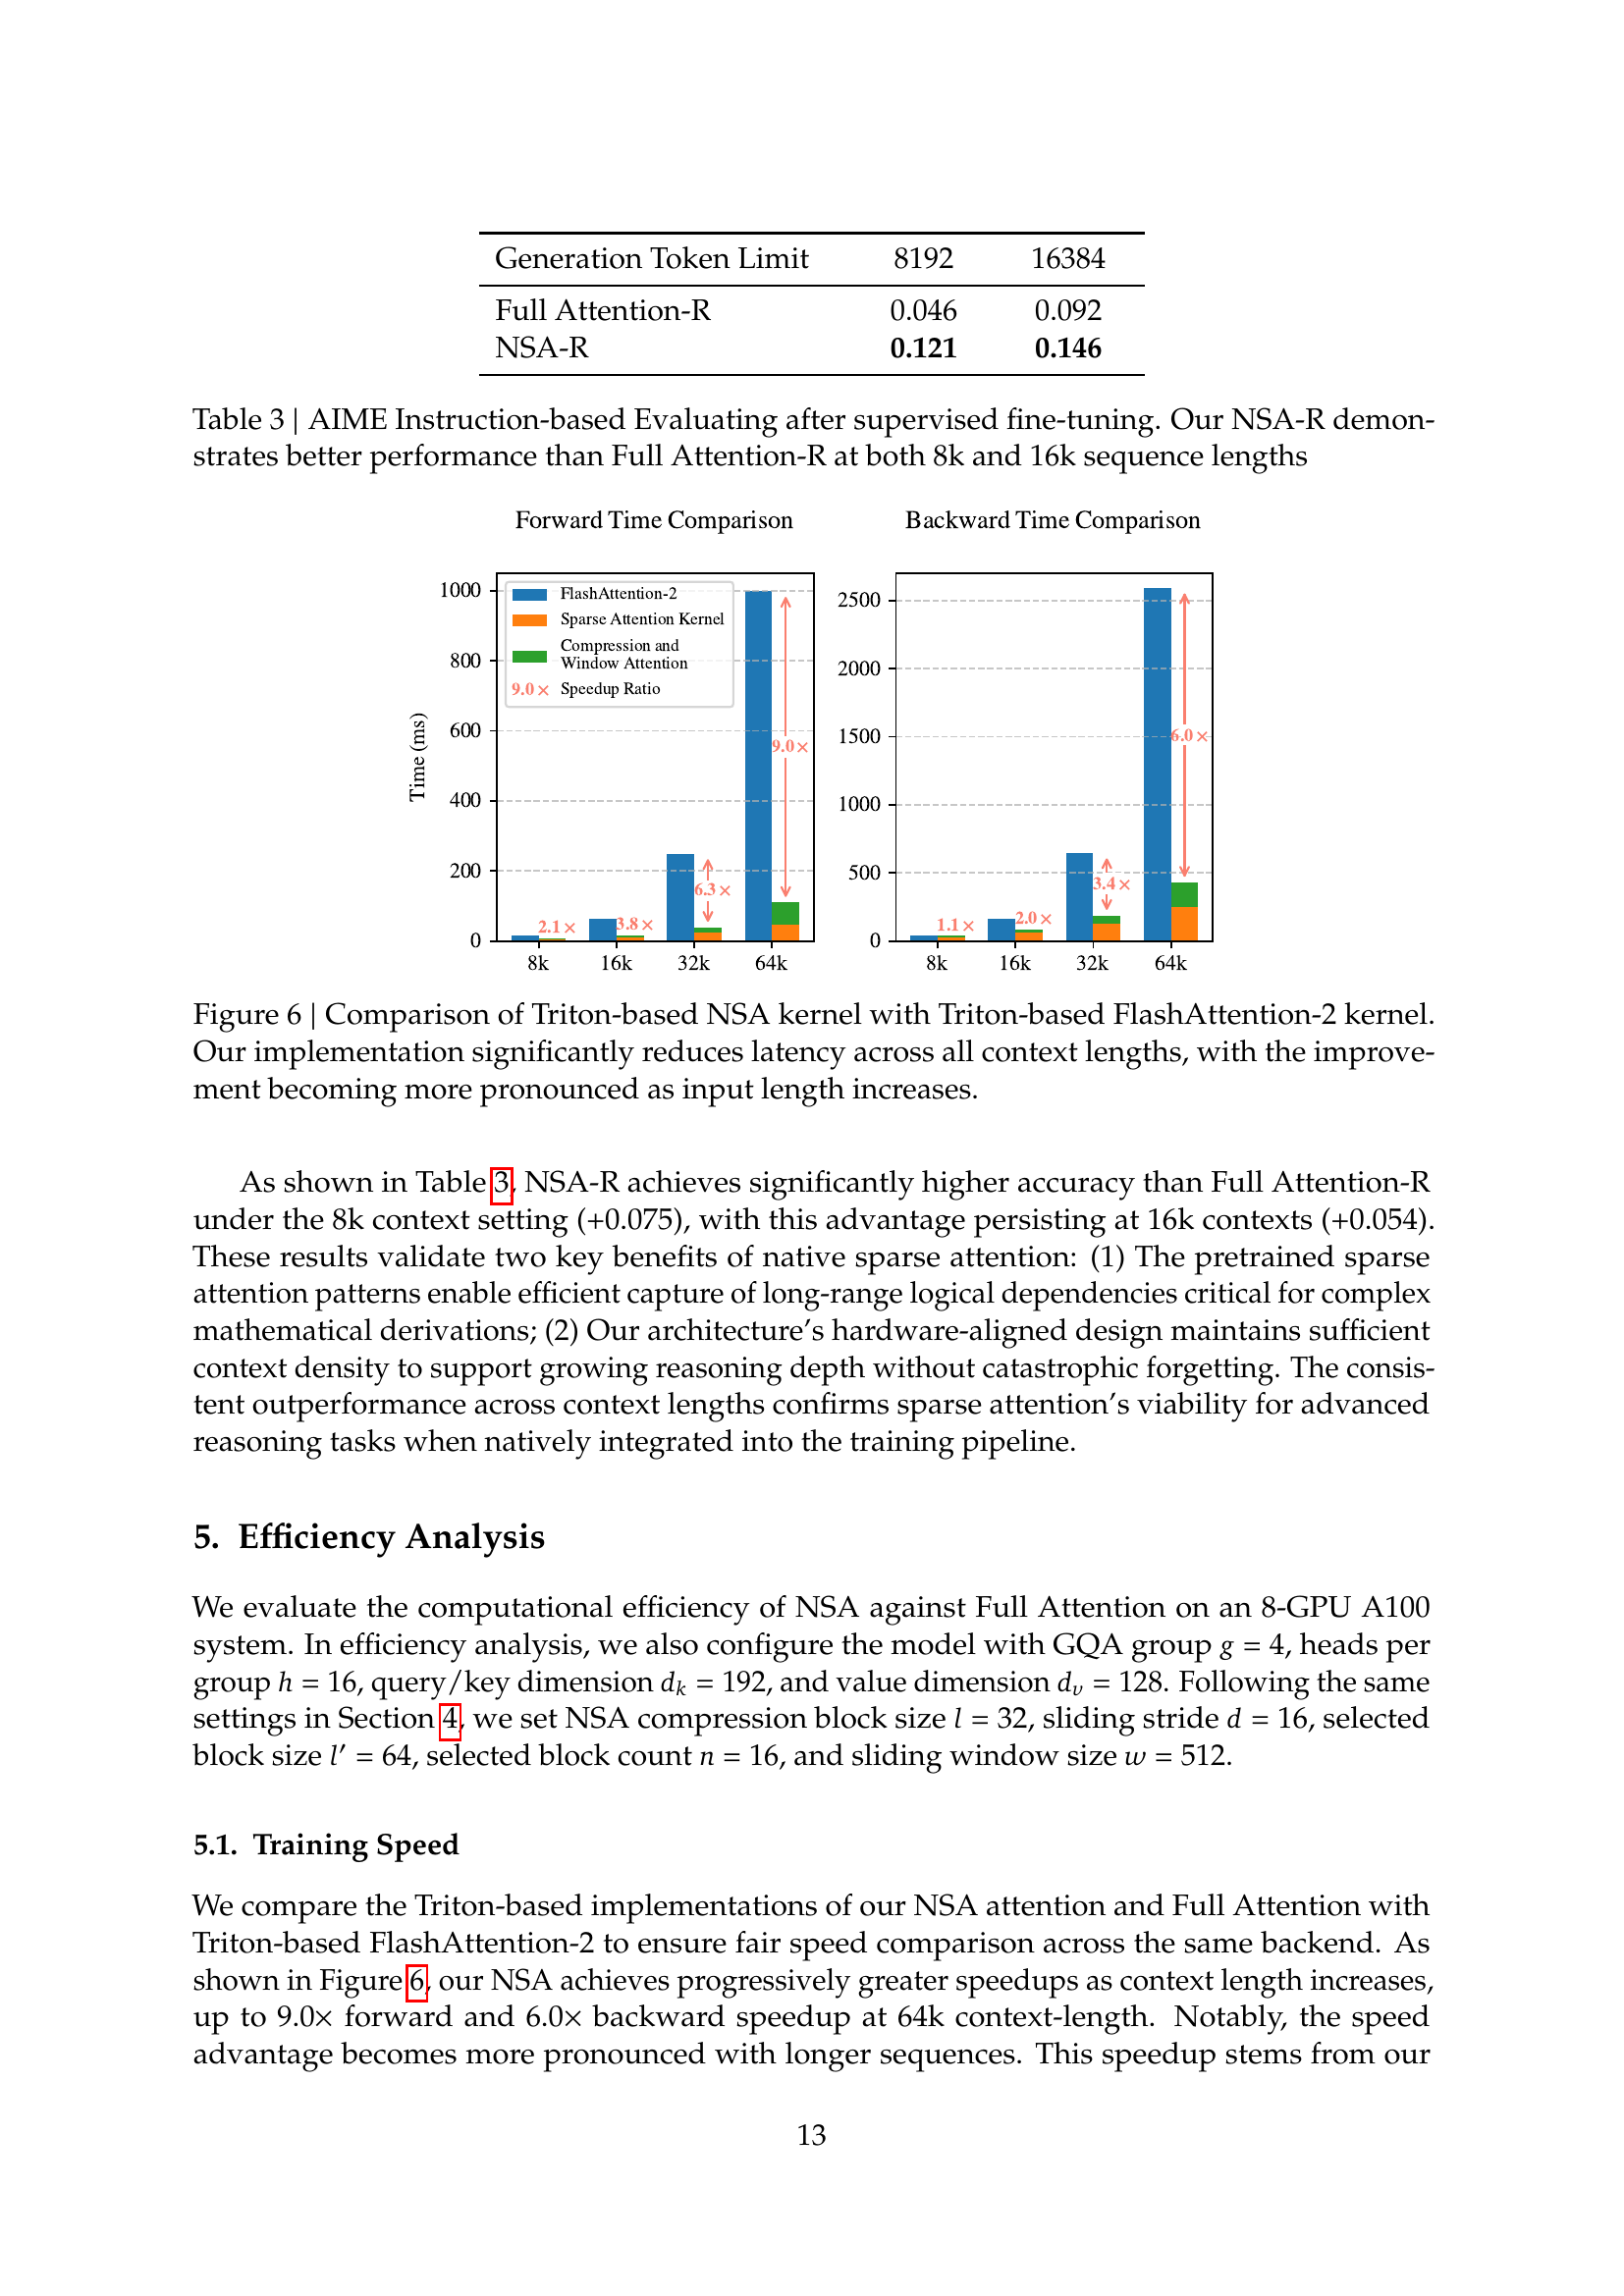 Generation Token Limit 8192 16384
Full Attention-R 0.046 0.092
NSA-R 0.121 0.146
Table 3 | AIME Instruction-based Evaluating after supervised fine-tuning. Our NSA-R demon-
strates better performance than Full Attention-R at both 8k and 16k sequence lengths
Forward Time Comparison
Time (ms)
1000
800
600
400
200
0
FlashAttention-2
Sparse Attention Kernel
Compression and
Window Attention
9.0× Speedup Ratio
2.1×
3.8×
6.3×
9.0×
8k 16k 32k 64k
Backward Time Comparison
2500
2000
1500
1000
500
0
1.1×
2.0×
3.4×
6.0×
8k 16k 32k 64k
Figure 6 | Comparison of Triton-based NSA kernel with Triton-based FlashAttention-2 kernel.
Our implementation significantly reduces latency across all context lengths, with the improve-
ment becoming more pronounced as input length increases.
As shown in Table 3, NSA-R achieves significantly higher accuracy than Full Attention-R
under the 8k context setting (+0.075), with this advantage persisting at 16k contexts (+0.054).
These results validate two key benefits of native sparse attention: (1) The pretrained sparse
attention patterns enable efficient capture of long-range logical dependencies critical for complex
mathematical derivations; (2) Our architecture's hardware-aligned design maintains sufficient
context density to support growing reasoning depth without catastrophic forgetting. The consis-
tent outperformance across context lengths confirms sparse attention's viability for advanced
reasoning tasks when natively integrated into the training pipeline.
5. Efficiency Analysis
We evaluate the computational efficiency of NSA against Full Attention on an 8-GPU A100
system. In efficiency analysis, we also configure the model with GQA group g = 4, heads per
group h = 16, query/key dimension dₖ = 192, and value dimension dᵥ = 128. Following the same
settings in Section 4, we set NSA compression block size l = 32, sliding stride d = 16, selected
block size l′ = 64, selected block count n = 16, and sliding window size w = 512.
5.1. Training Speed
We compare the Triton-based implementations of our NSA attention and Full Attention with
Triton-based FlashAttention-2 to ensure fair speed comparison across the same backend. As
shown in Figure 6, our NSA achieves progressively greater speedups as context length increases,
up to 9.0× forward and 6.0× backward speedup at 64k context-length. Notably, the speed
advantage becomes more pronounced with longer sequences. This speedup stems from our
13